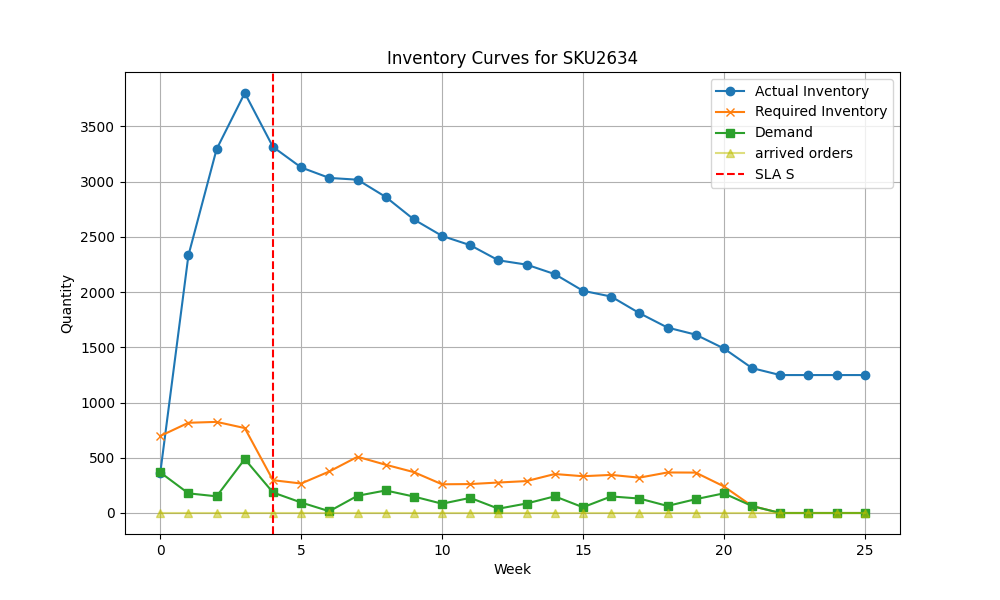 Inventory Curves for SKU2634
Actual Inventory
Required Inventory
Demand
arrived orders
SLA S
Quantity
3500
3000
2500
2000
1500
1000
500
0
0 5 10 15 20 25
Week